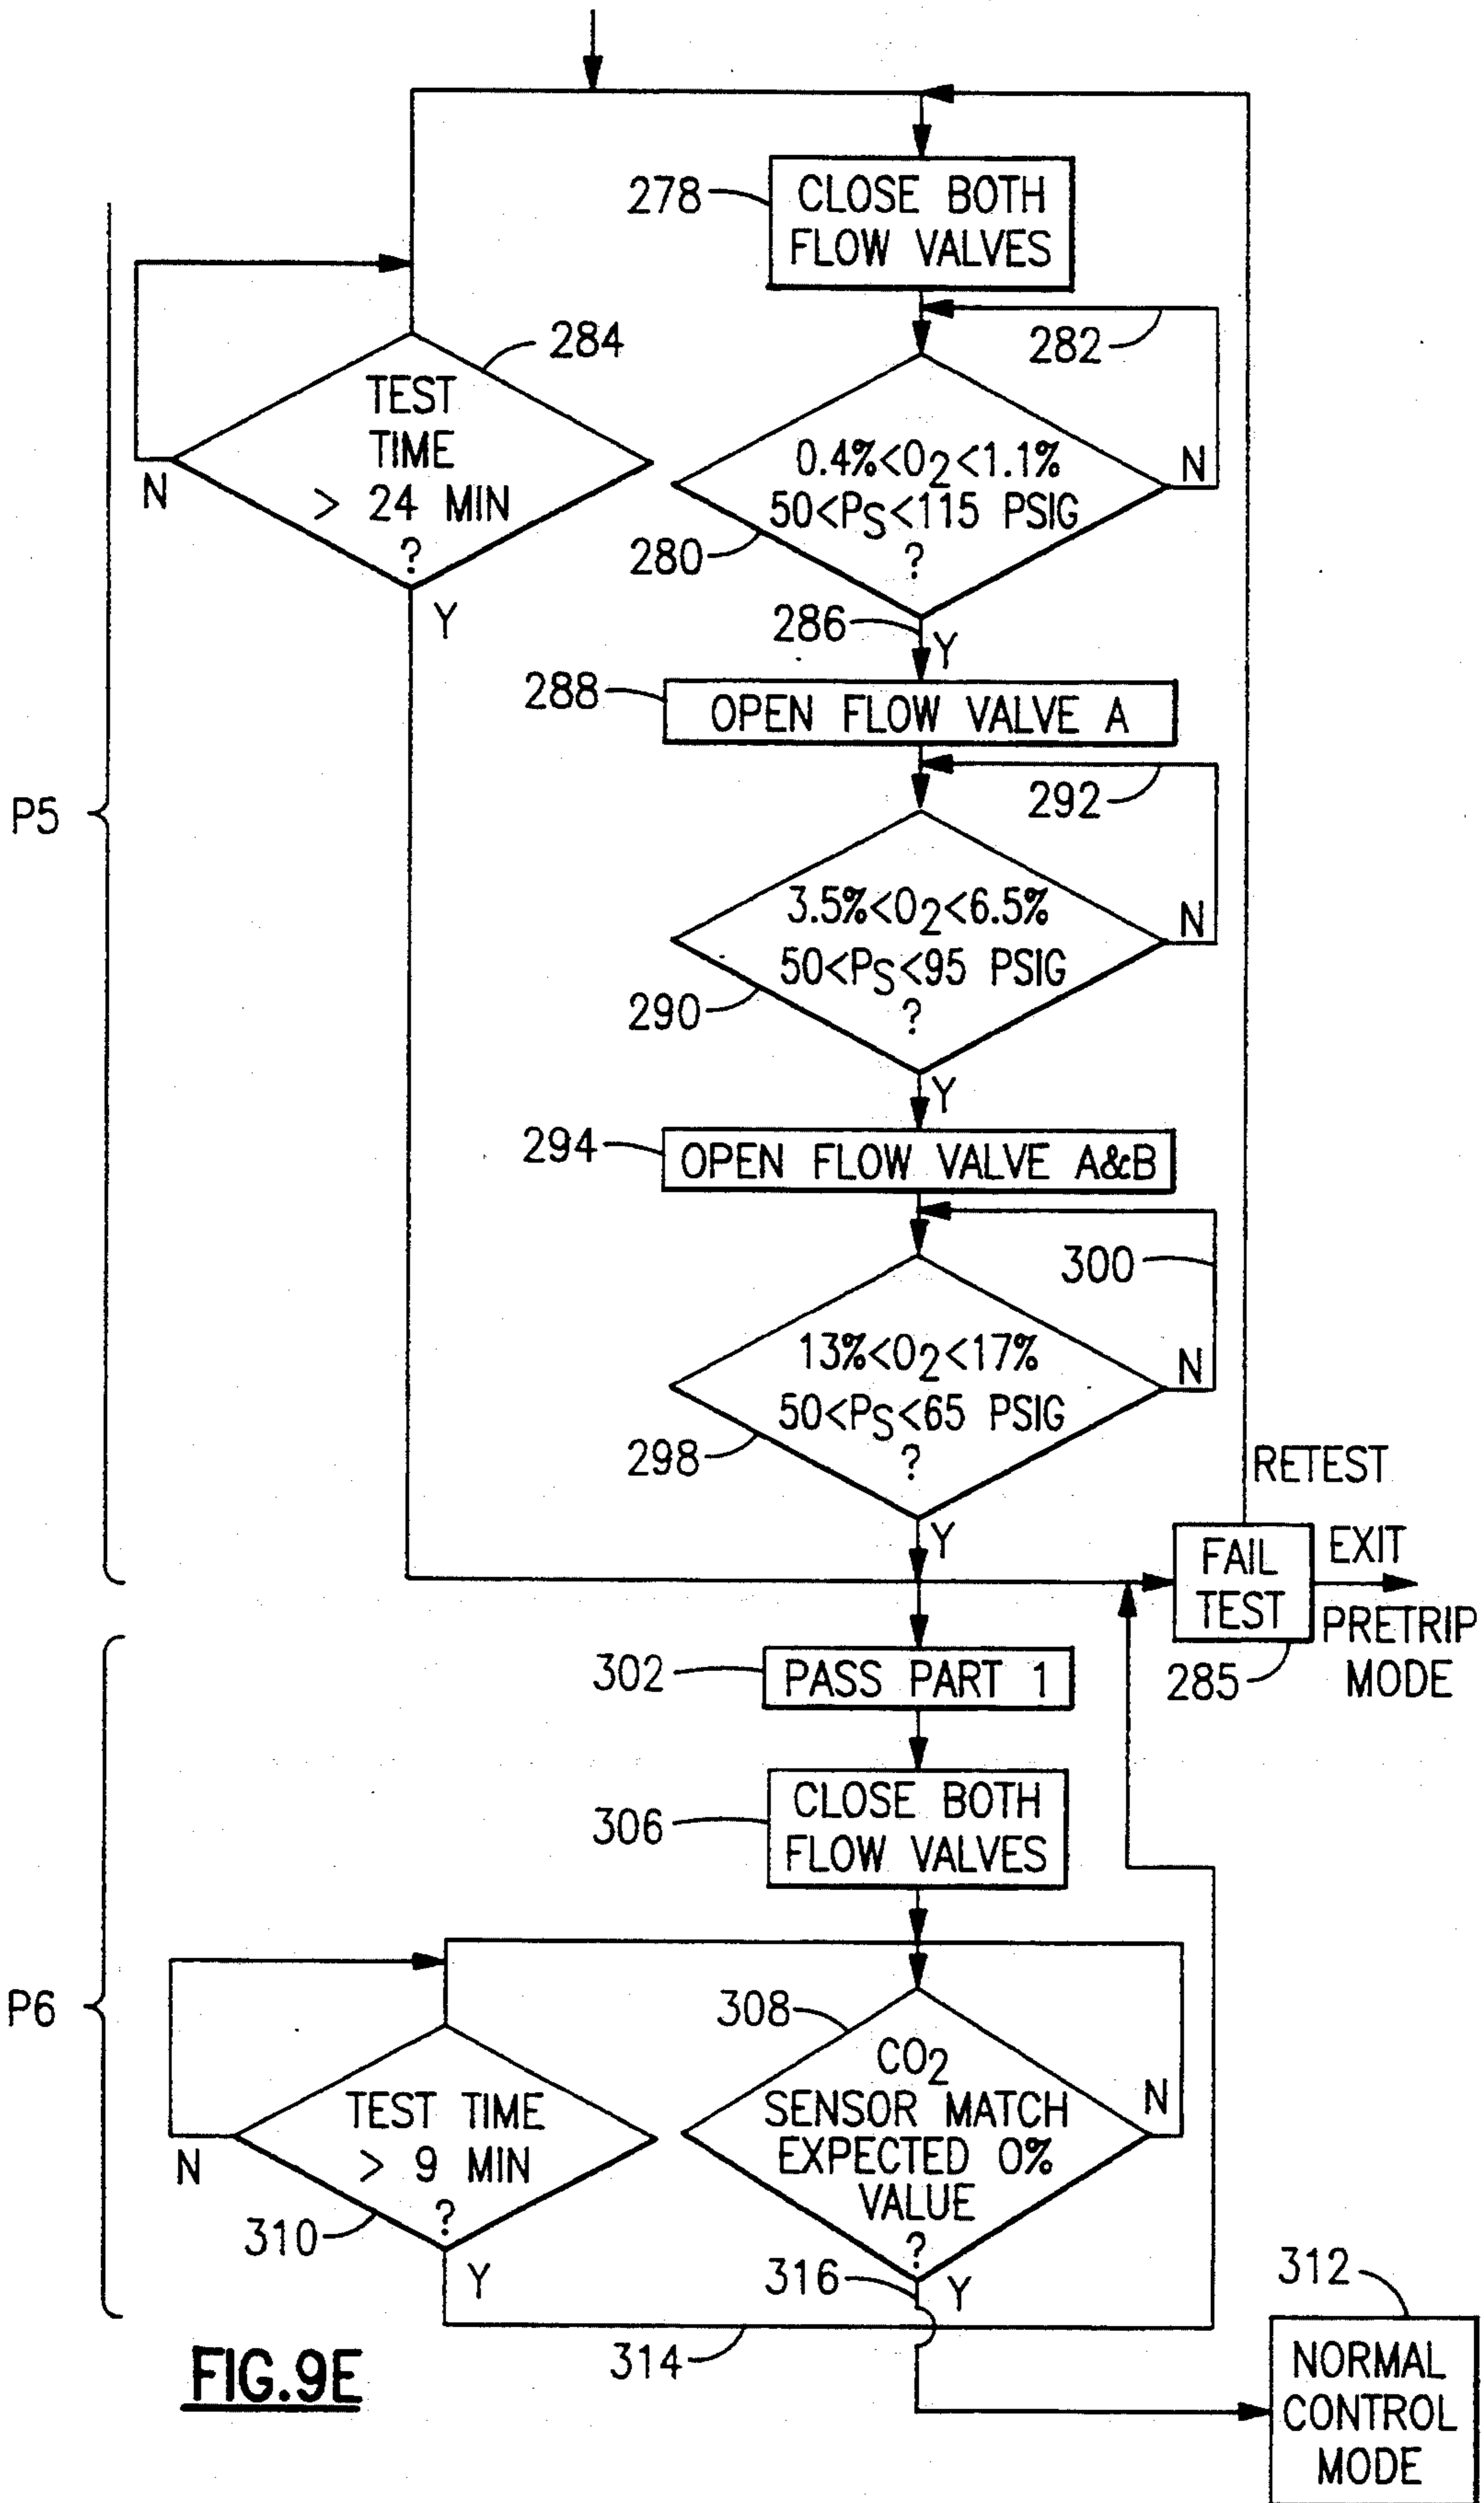 278
CLOSE BOTH
FLOW VALVES
282
284
TEST
TIME
> 24 MIN
?
N
Y
0.4%<O2<1.1%
50<PS<115 PSIG
?
N
280
286
Y
288
OPEN FLOW VALVE A
292
P5
3.5%<O2<6.5%
50<PS<95 PSIG
?
N
290
Y
294
OPEN FLOW VALVE A&B
300
13%<O2<17%
50<PS<65 PSIG
?
N
298
Y
RETEST
FAIL
TEST
EXIT
PRETRIP
MODE
285
302
PASS PART 1
306
CLOSE BOTH
FLOW VALVES
P6
308
CO2
SENSOR MATCH
EXPECTED 0%
VALUE
?
N
TEST TIME
> 9 MIN
?
N
310
Y
316
Y
312
314
NORMAL
CONTROL
MODE
FIG.9E